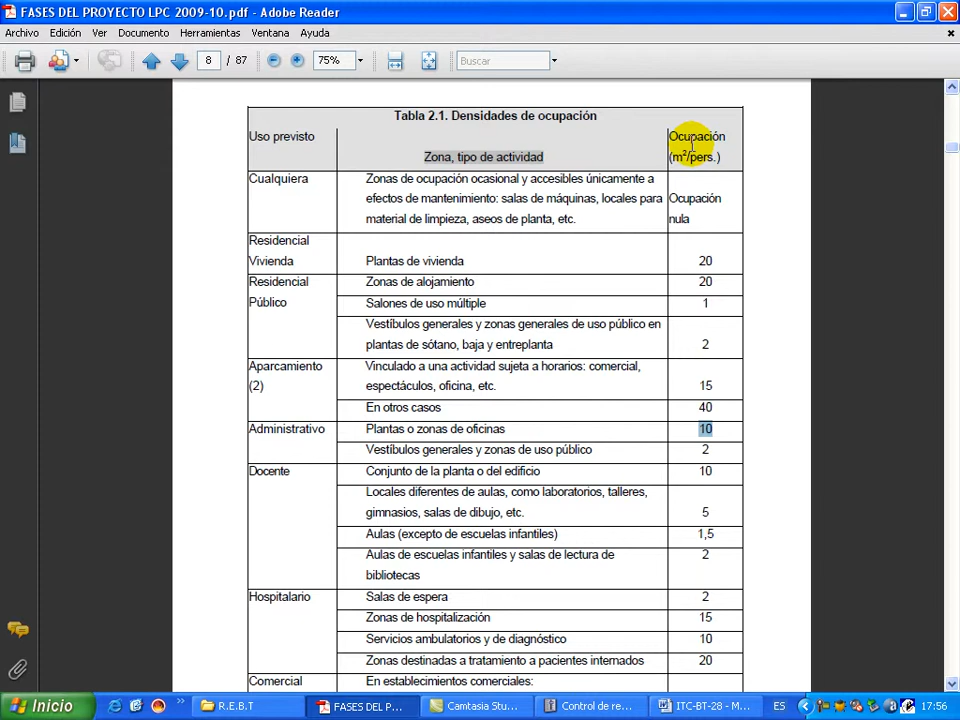 FASES DEL PROYECTO LPC 2009-10.pdf - Adobe Reader
Archivo Edición Ver Documento Herramientas Ventana Ayuda
8 / 87 75% Buscar
Tabla 2.1. Densidades de ocupación
Uso previsto
Zona, tipo de actividad
Ocupación
(m²/pers.)
Cualquiera
Zonas de ocupación ocasional y accesibles únicamente a
efectos de mantenimiento: salas de máquinas, locales para
material de limpieza, aseos de planta, etc.
Ocupación
nula
Residencial
Vivienda
Plantas de vivienda 20
Residencial
Público
Zonas de alojamiento 20
Salones de uso múltiple 1
Vestíbulos generales y zonas generales de uso público en
plantas de sótano, baja y entreplanta 2
Aparcamiento
(2)
Vinculado a una actividad sujeta a horarios: comercial,
espectáculos, oficina, etc. 15
En otros casos 40
Administrativo Plantas o zonas de oficinas 10
Vestíbulos generales y zonas de uso público 2
Docente Conjunto de la planta o del edificio 10
Locales diferentes de aulas, como laboratorios, talleres,
gimnasios, salas de dibujo, etc. 5
Aulas (excepto de escuelas infantiles) 1,5
Aulas de escuelas infantiles y salas de lectura de 2
bibliotecas
Hospitalario Salas de espera 2
Zonas de hospitalización 15
Servicios ambulatorios y de diagnóstico 10
Zonas destinadas a tratamiento a pacientes internados 20
Comercial En establecimientos comerciales:
Inicio R.E.B.T FASES DEL P... Camtasia Stu... Control de re... ITC-BT-28 - M... ES 17:56